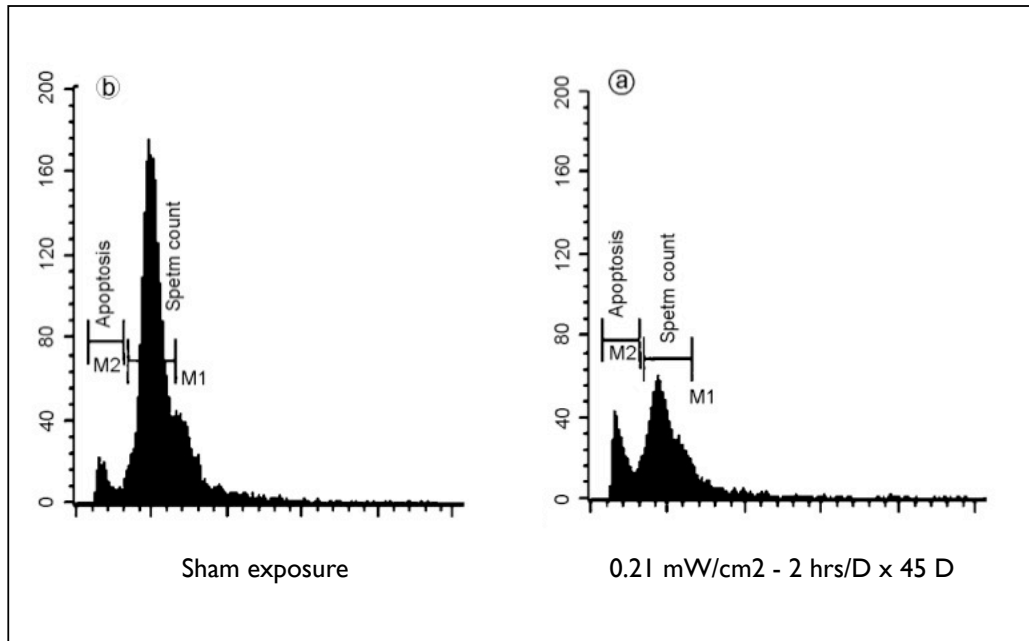 b
200
160
120
80
40
0
Apoptosis
Spetm count
M2
M1
Sham exposure
a
200
160
120
80
40
0
Apoptosis
Spetm count
M2
M1
0.21 mW/cm2 - 2 hrs/D x 45 D